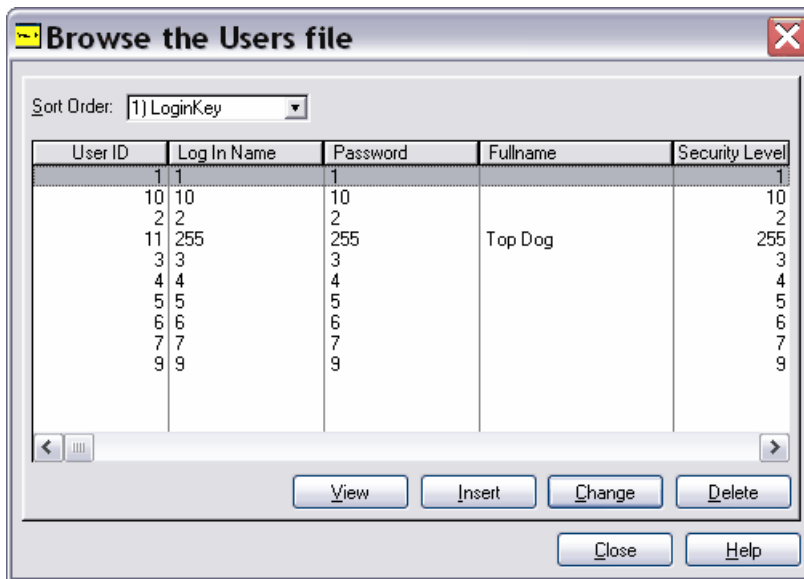 Browse the Users file
Sort Order: 1) LoginKey
User ID Log In Name Password Fullname Security Level
1 1 1 1
10 10 10 10
2 2 2 2
11 255 255 Top Dog 255
3 3 3 3
4 4 4 4
5 5 5 5
6 6 6 6
7 7 7 7
9 9 9 9
View Insert Change Delete
Close Help